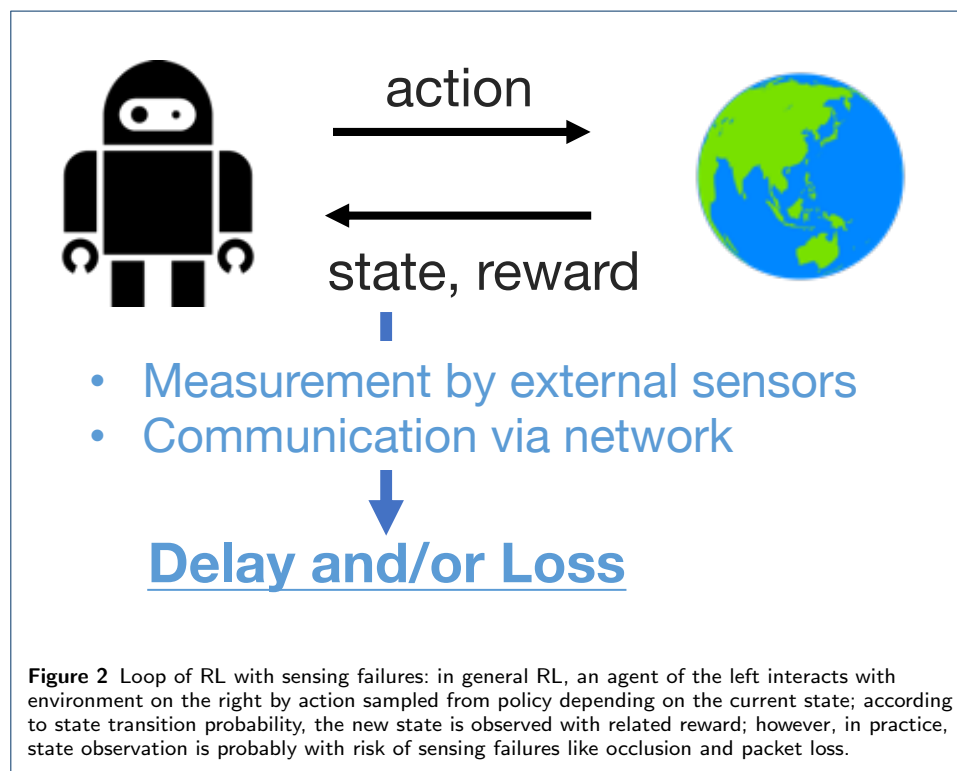 action
state, reward
• Measurement by external sensors
• Communication via network
Delay and/or Loss
Figure 2 Loop of RL with sensing failures: in general RL, an agent of the left interacts with
environment on the right by action sampled from policy depending on the current state; according
to state transition probability, the new state is observed with related reward; however, in practice,
state observation is probably with risk of sensing failures like occlusion and packet loss.